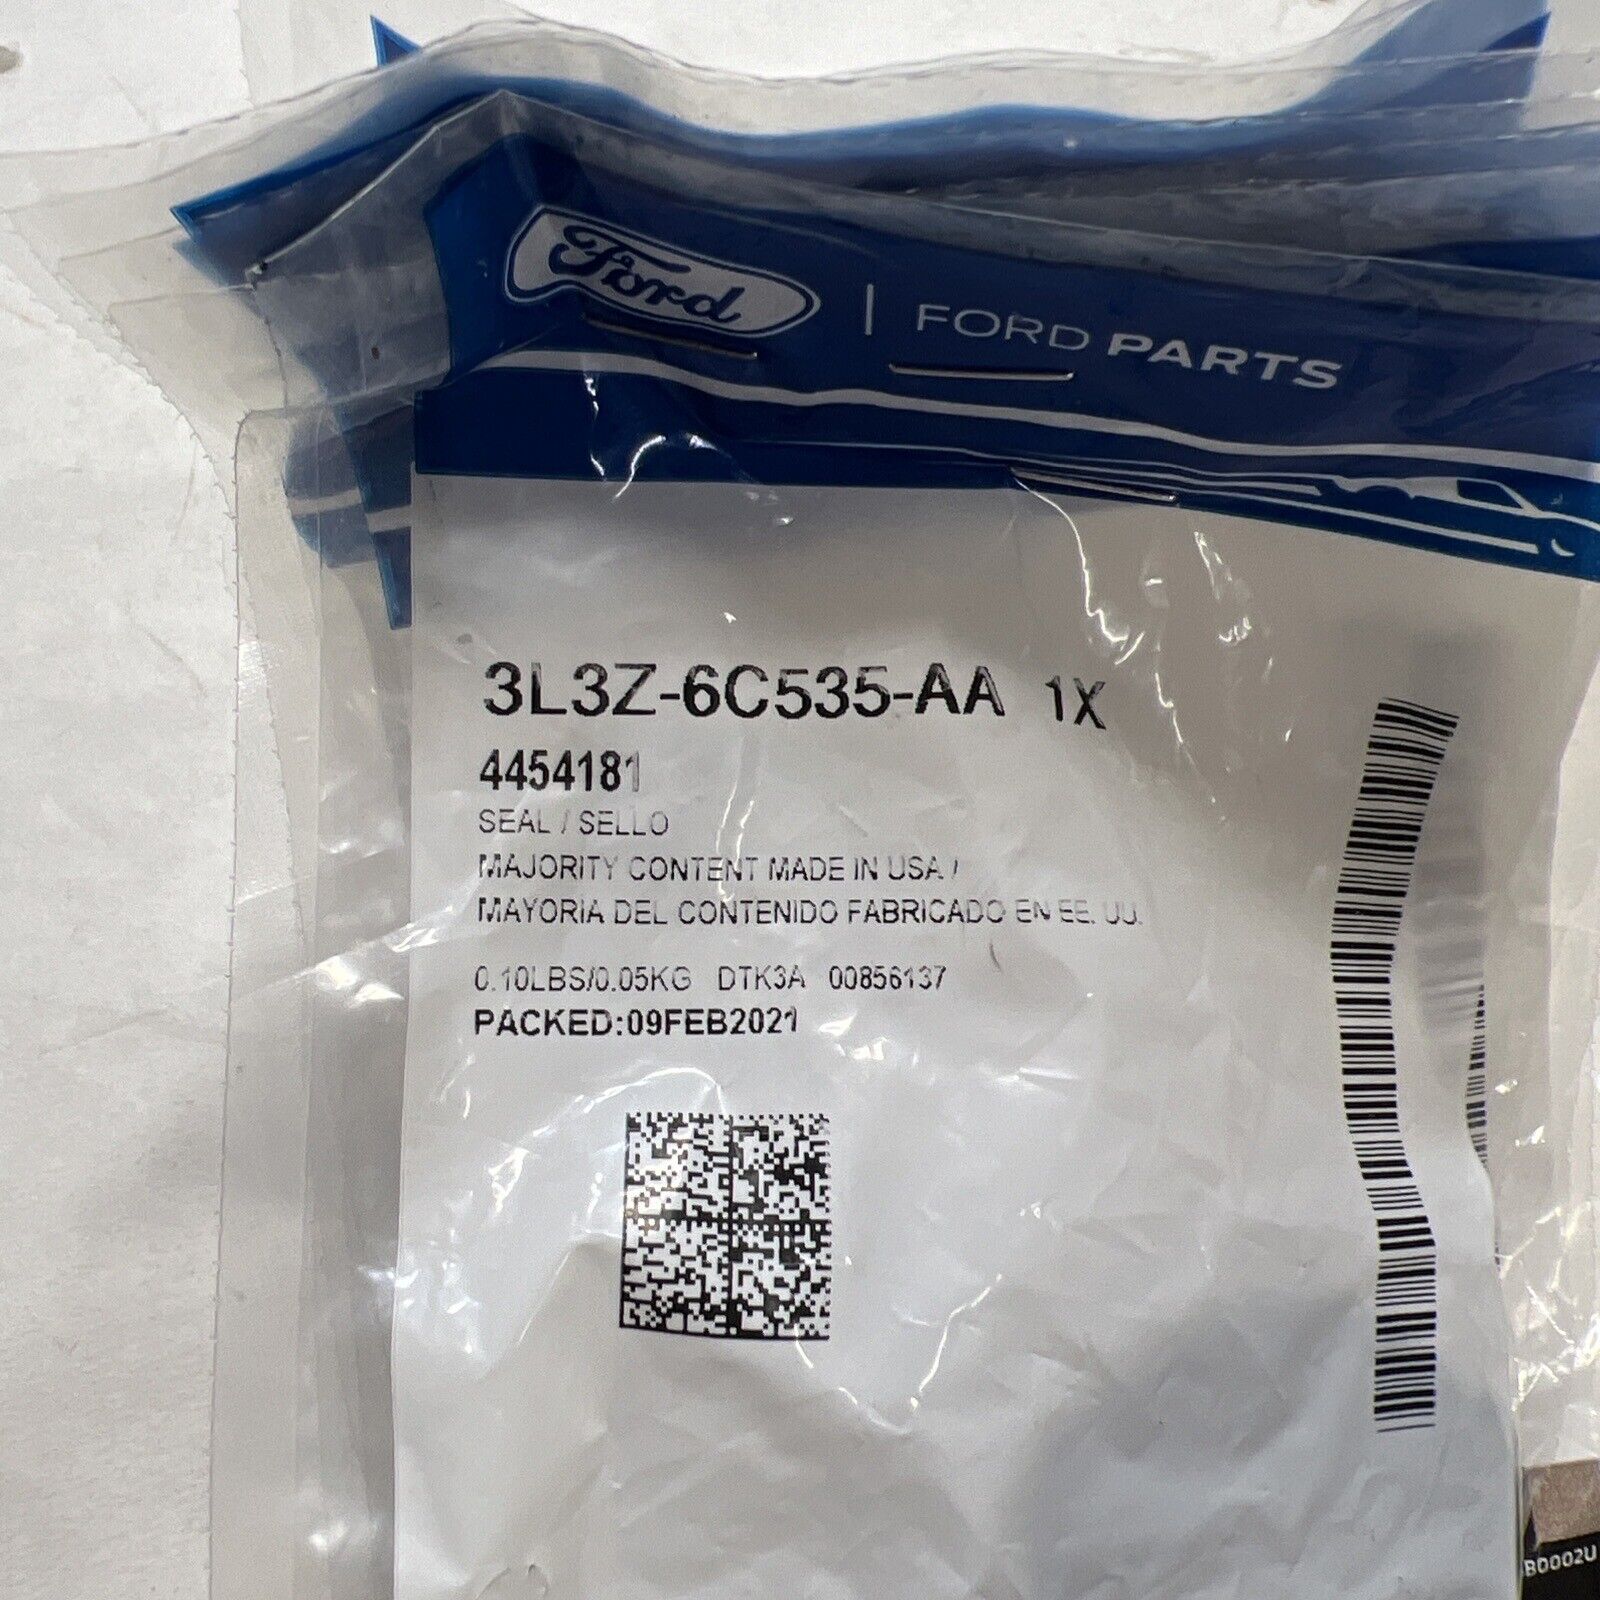 Ford | FORD PARTS
3L3Z-6C535-AA 1X
4454181
SEAL / SELLO
MAJORITY CONTENT MADE IN USA /
MAYORIA DEL CONTENIDO FABRICADO EN EE. UU.
0.10LBS/0.05KG DTK3A 00856137
PACKED:09FEB2021
B0002U